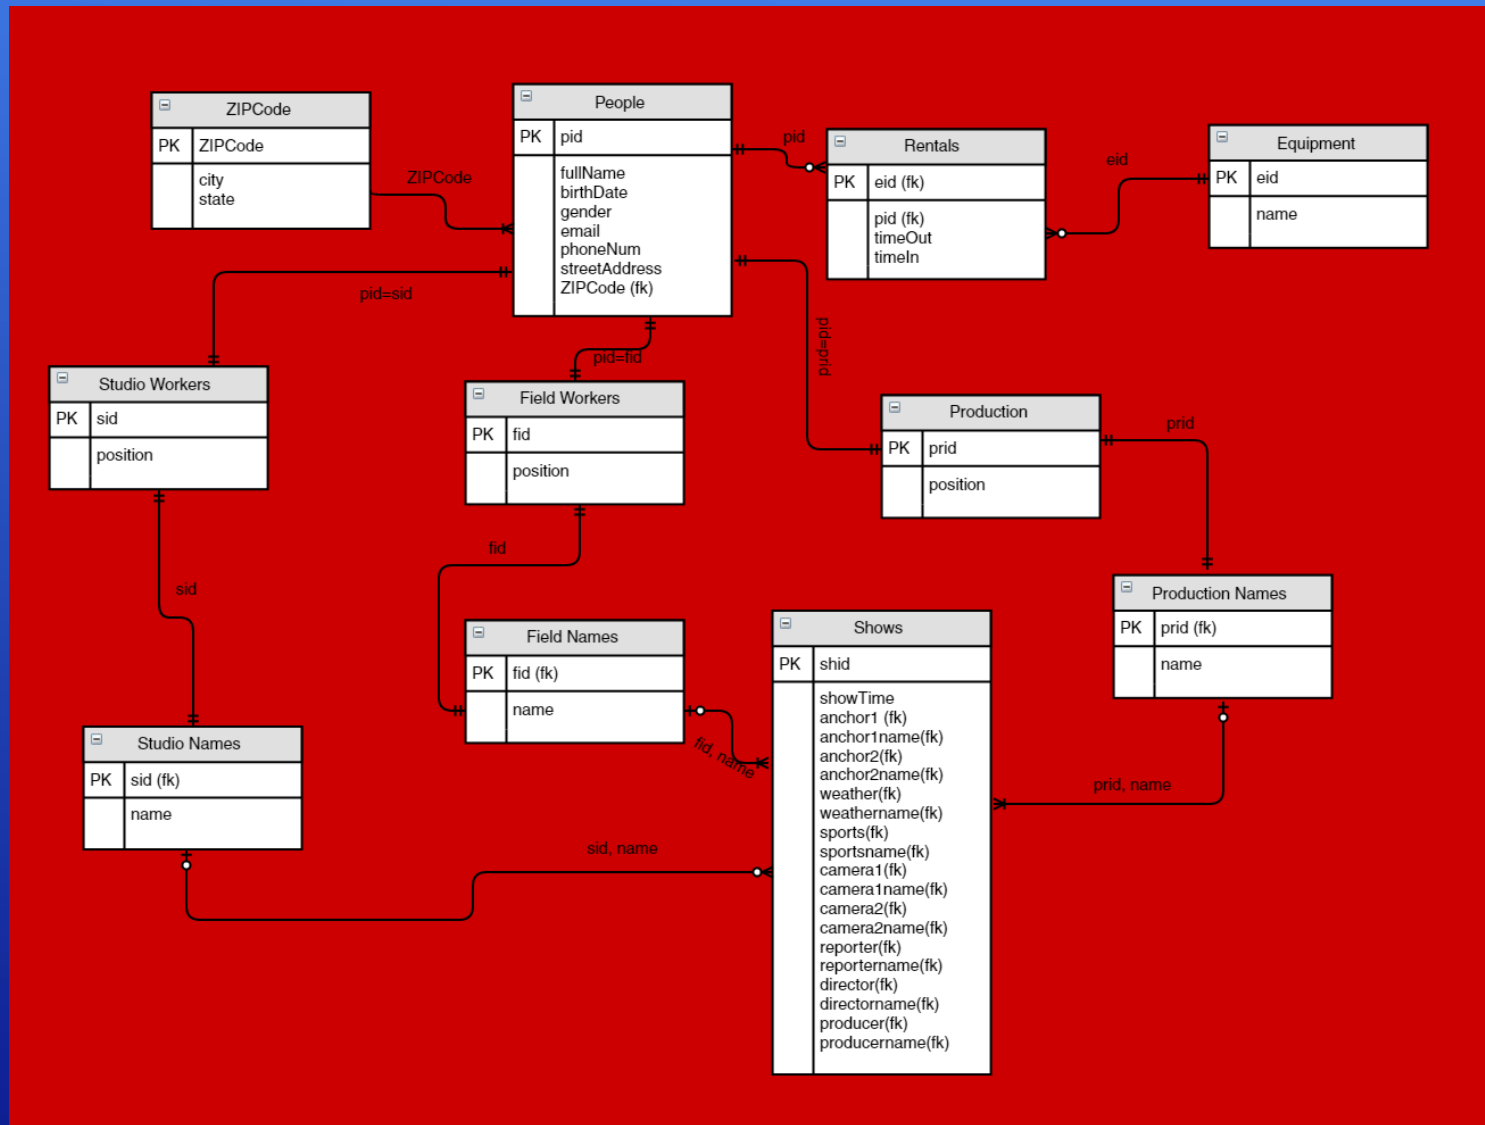 ZIPCode
PK ZIPCode
city
state
ZIPCode
People
PK pid
fullName
birthDate
gender
email
phoneNum
streetAddress
ZIPCode (fk)
pid
Rentals
PK eid (fk)
pid (fk)
timeOut
timeIn
eid
Equipment
PK eid
name
pid=sid
pid=fid
pid=prid
Studio Workers
PK sid
position
Field Workers
PK fid
position
Production
PK prid
position
prid
sid
fid
Studio Names
PK sid (fk)
name
Field Names
PK fid (fk)
name
fid, name
sid, name
Shows
PK shid
showTime
anchor1 (fk)
anchor1name(fk)
anchor2(fk)
anchor2name(fk)
weather(fk)
weathername(fk)
sports(fk)
sportsname(fk)
camera1(fk)
camera1name(fk)
camera2(fk)
camera2name(fk)
reporter(fk)
reportername(fk)
director(fk)
directorname(fk)
producer(fk)
producername(fk)
Production Names
PK prid (fk)
name
prid, name